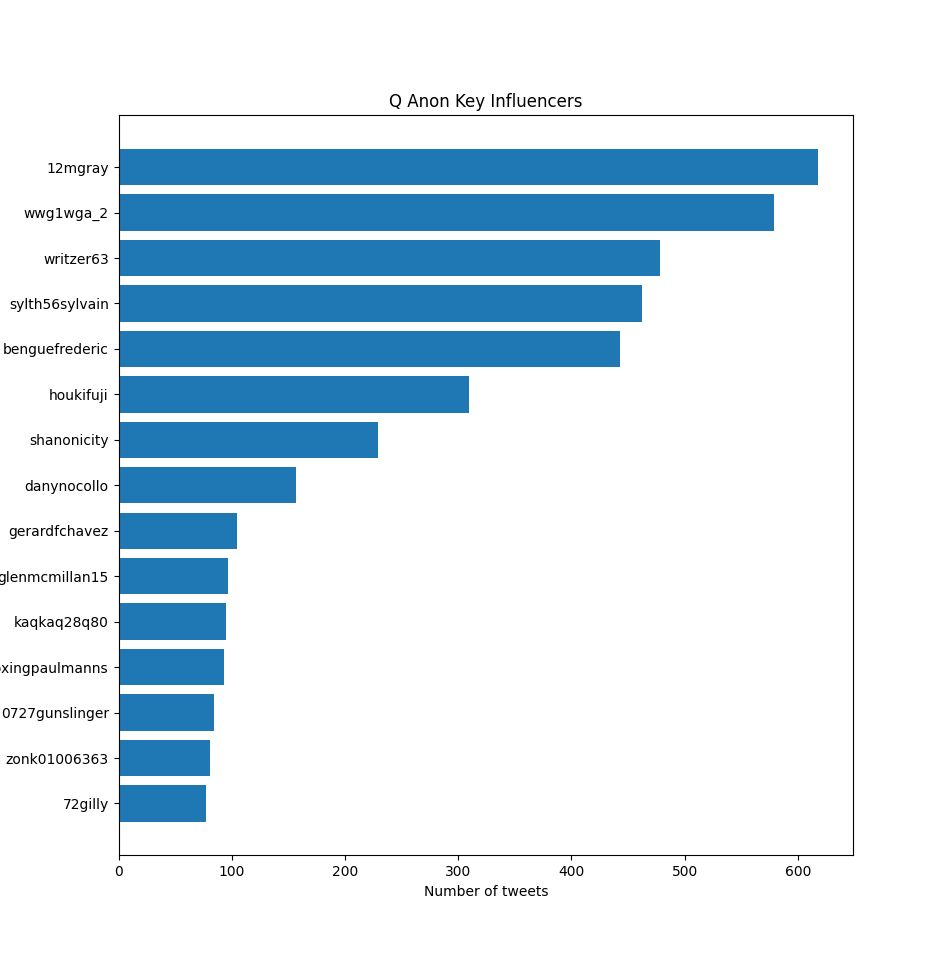 Q Anon Key Influencers
12mgray
wwg1wga_2
writzer63
sylth56sylvain
benguefrederic
houkifuji
shanonicity
danynocollo
gerardfchavez
glenmcmillan15
kaqkaq28q80
xingpaulmanns
0727gunslinger
zonk01006363
72gilly
0 100 200 300 400 500 600
Number of tweets